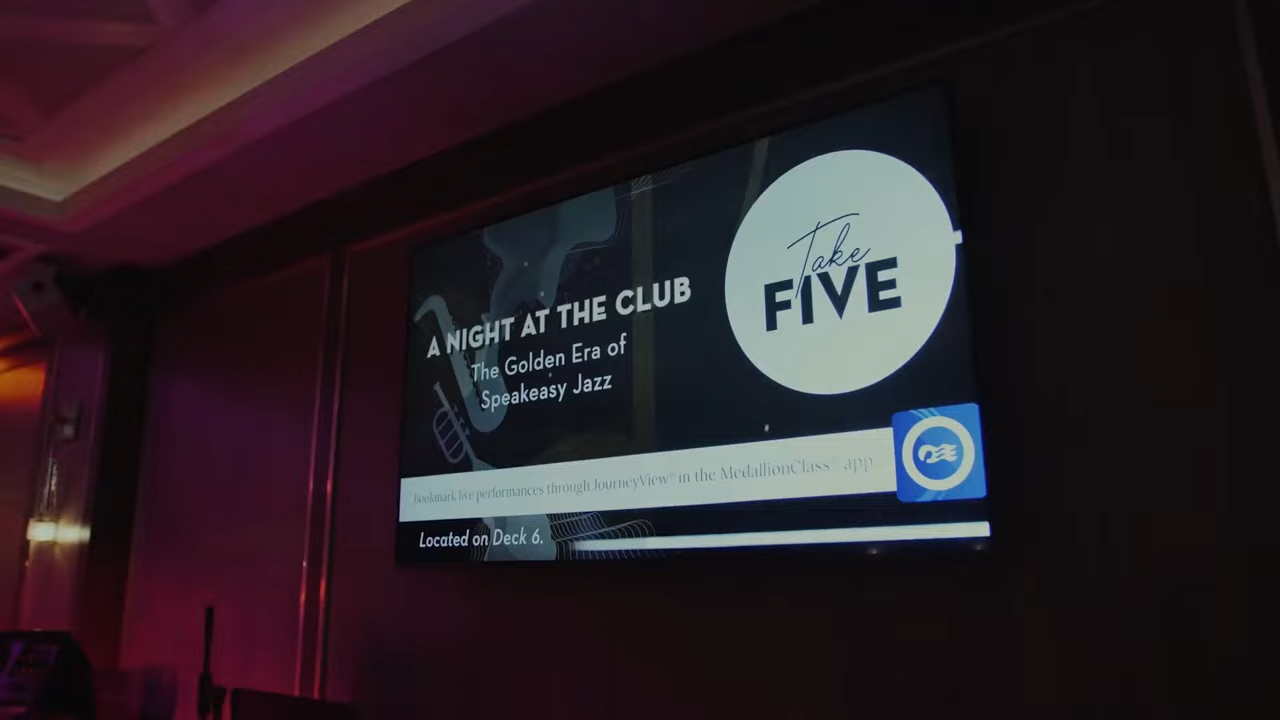 A NIGHT AT THE CLUB
The Golden Era of
Speakeasy Jazz
Take
FIVE
Bookmark live performances through JourneyView℠ in the MedallionClass® app
Located on Deck 6.